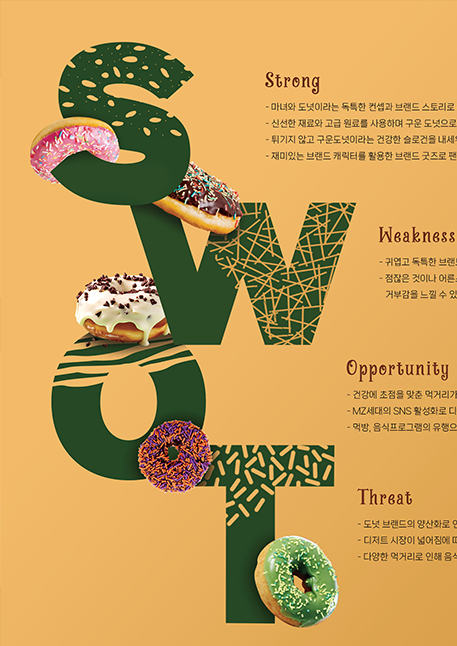 S
W
O
T
Strong
- 마녀와 도넛이라는 독특한 컨셉과 브랜드 스토리로
- 신선한 재료와 고급 원료를 사용하며 구운 도넛으로
- 튀기지 않고 구운도넛이라는 건강한 슬로건을 내세
- 재미있는 브랜드 캐릭터를 활용한 브랜드 굿즈로 팬
Weakness
- 귀엽고 독특한 브랜드
- 점잖은 것이나 어른
거부감을 느낄 수 있
Opportunity
- 건강에 초점을 맞춘 먹거리가
- MZ세대의 SNS 활성화로 디
- 먹방, 음식프로그램의 유행으
Threat
- 도넛 브랜드의 양산화로 인
- 디저트 시장이 넓어짐에 따
- 다양한 먹거리로 인해 음식